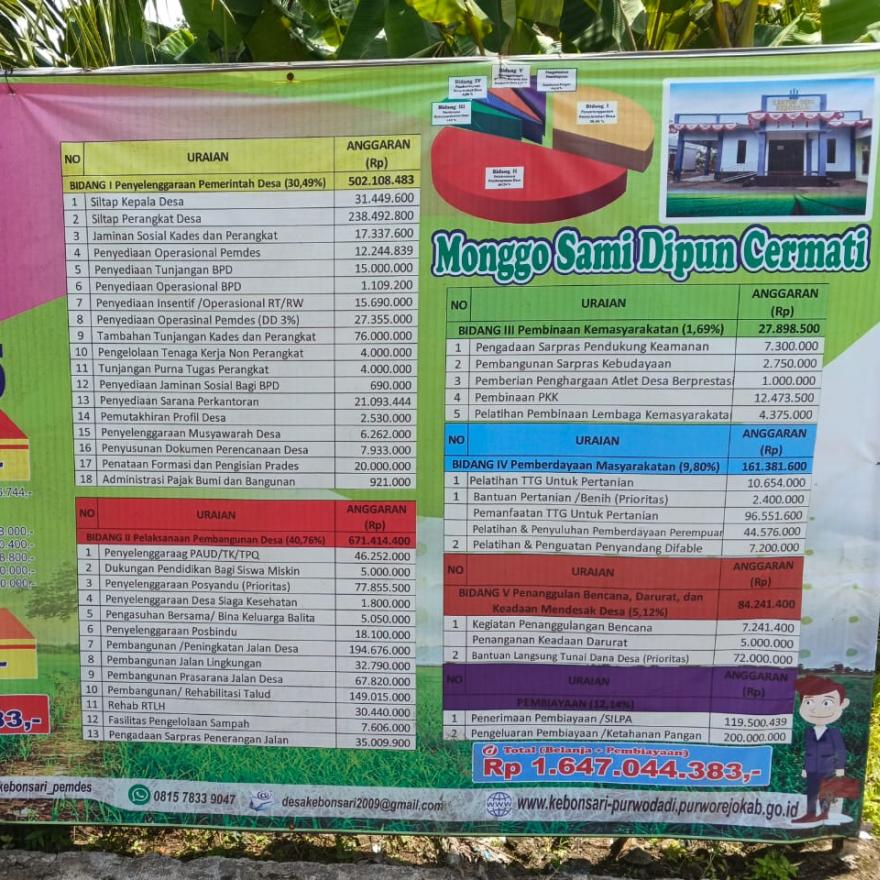 NO URAIAN ANGGARAN (Rp)
BIDANG I Penyelenggaraan Pemerintah Desa (30,49%) 502.108.483
1 Siltap Kepala Desa 31.449.600
2 Siltap Perangkat Desa 238.492.800
3 Jaminan Sosial Kades dan Perangkat 17.337.600
4 Penyediaan Operasional Pemdes 12.244.839
5 Penyediaan Tunjangan BPD 15.000.000
6 Penyediaan Operasional BPD 1.109.200
7 Penyediaan Insentif /Operasional RT/RW 15.690.000
8 Penyediaan Operasinal Pemdes (DD 3%) 27.355.000
9 Tambahan Tunjangan Kades dan Perangkat 76.000.000
10 Pengelolaan Tenaga Kerja Non Perangkat 4.000.000
11 Tunjangan Purna Tugas Perangkat 4.000.000
12 Penyediaan Jaminan Sosial Bagi BPD 690.000
13 Penyediaan Sarana Perkantoran 21.093.444
14 Pemutakhiran Profil Desa 2.530.000
15 Penyelenggaraan Musyawarah Desa 6.262.000
16 Penyusunan Dokumen Perencanaan Desa 7.933.000
17 Penataan Formasi dan Pengisian Prades 20.000.000
18 Administrasi Pajak Bumi dan Bangunan 921.000
NO URAIAN ANGGARAN (Rp)
BIDANG II Pelaksanaan Pembangunan Desa (40,76%) 671.414.400
1 Penyelenggaraag PAUD/TK/TPQ 46.252.000
2 Dukungan Pendidikan Bagi Siswa Miskin 5.000.000
3 Penyelenggaraan Posyandu (Prioritas) 77.855.500
4 Penyelenggaraan Desa Siaga Kesehatan 1.800.000
5 Pengasuhan Bersama/ Bina Keluarga Balita 5.050.000
6 Penyelenggaraan Posbindu 18.100.000
7 Pembangunan /Peningkatan Jalan Desa 194.676.000
8 Pembangunan Jalan Lingkungan 32.790.000
9 Pembangunan Prasarana Jalan Desa 67.820.000
10 Pembangunan/ Rehabilitasi Talud 149.015.000
11 Rehab RTLH 30.440.000
12 Fasilitas Pengelolaan Sampah 7.606.000
13 Pengadaan Sarpras Penerangan Jalan 35.009.900
Bidang IV
Bidang V
Bidang III
Bidang I
Bidang II
Monggo Sami Dipun Cermati
NO URAIAN ANGGARAN (Rp)
BIDANG III Pembinaan Kemasyarakatan (1,69%) 27.898.500
1 Pengadaan Sarpras Pendukung Keamanan 7.300.000
2 Pembangunan Sarpras Kebudayaan 2.750.000
3 Pemberian Penghargaan Atlet Desa Berprestasi 1.000.000
4 Pembinaan PKK 12.473.500
5 Pelatihan Pembinaan Lembaga Kemasyarakata 4.375.000
NO URAIAN ANGGARAN (Rp)
BIDANG IV Pemberdayaan Masyarakatan (9,80%) 161.381.600
1 Pelatihan TTG Untuk Pertanian 10.654.000
1 Bantuan Pertanian /Benih (Prioritas) 2.400.000
Pemanfaatan TTG Untuk Pertanian 96.551.600
Pelatihan & Penyuluhan Pemberdayaan Perempuar 44.576.000
2 Pelatihan & Penguatan Penyandang Difable 7.200.000
NO URAIAN ANGGARAN (Rp)
BIDANG V Penanggulan Bencana, Darurat, dan
Keadaan Mendesak Desa (5,12%) 84.241.400
1 Kegiatan Penanggulangan Bencana 7.241.400
Penanganan Keadaan Darurat 5.000.000
2 Bantuan Langsung Tunai Dana Desa (Prioritas) 72.000.000
NO URAIAN ANGGARAN (Rp)
PEMBIAYAAN (12,14%)
1 Penerimaan Pembiayaan /SILPA 119.500.439
2 Pengeluaran Pembiayaan /Ketahanan Pangan 200.000.000
d Total (Belanja + Pembiayaan)
Rp 1.647.044.383,-
kebonsari_pemdes 0815 7833 9047 desakebonsari2009@gmail.com www.kebonsari-purwodadi.purworejokab.go.id